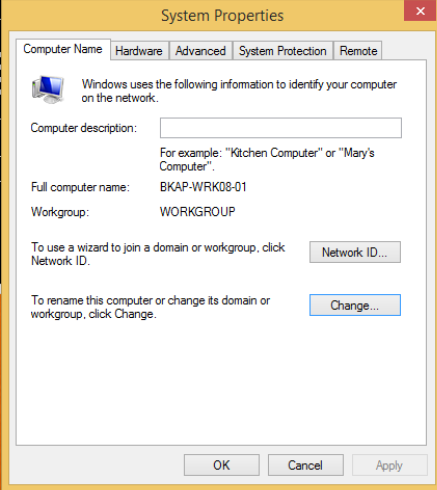 System Properties
Computer Name Hardware Advanced System Protection Remote
Windows uses the following information to identify your computer
on the network.
Computer description:
For example: "Kitchen Computer" or "Mary's
Computer".
Full computer name: BKAP-WRK08-01
Workgroup: WORKGROUP
To use a wizard to join a domain or workgroup, click
Network ID.
Network ID...
To rename this computer or change its domain or
workgroup, click Change.
Change...
OK Cancel Apply